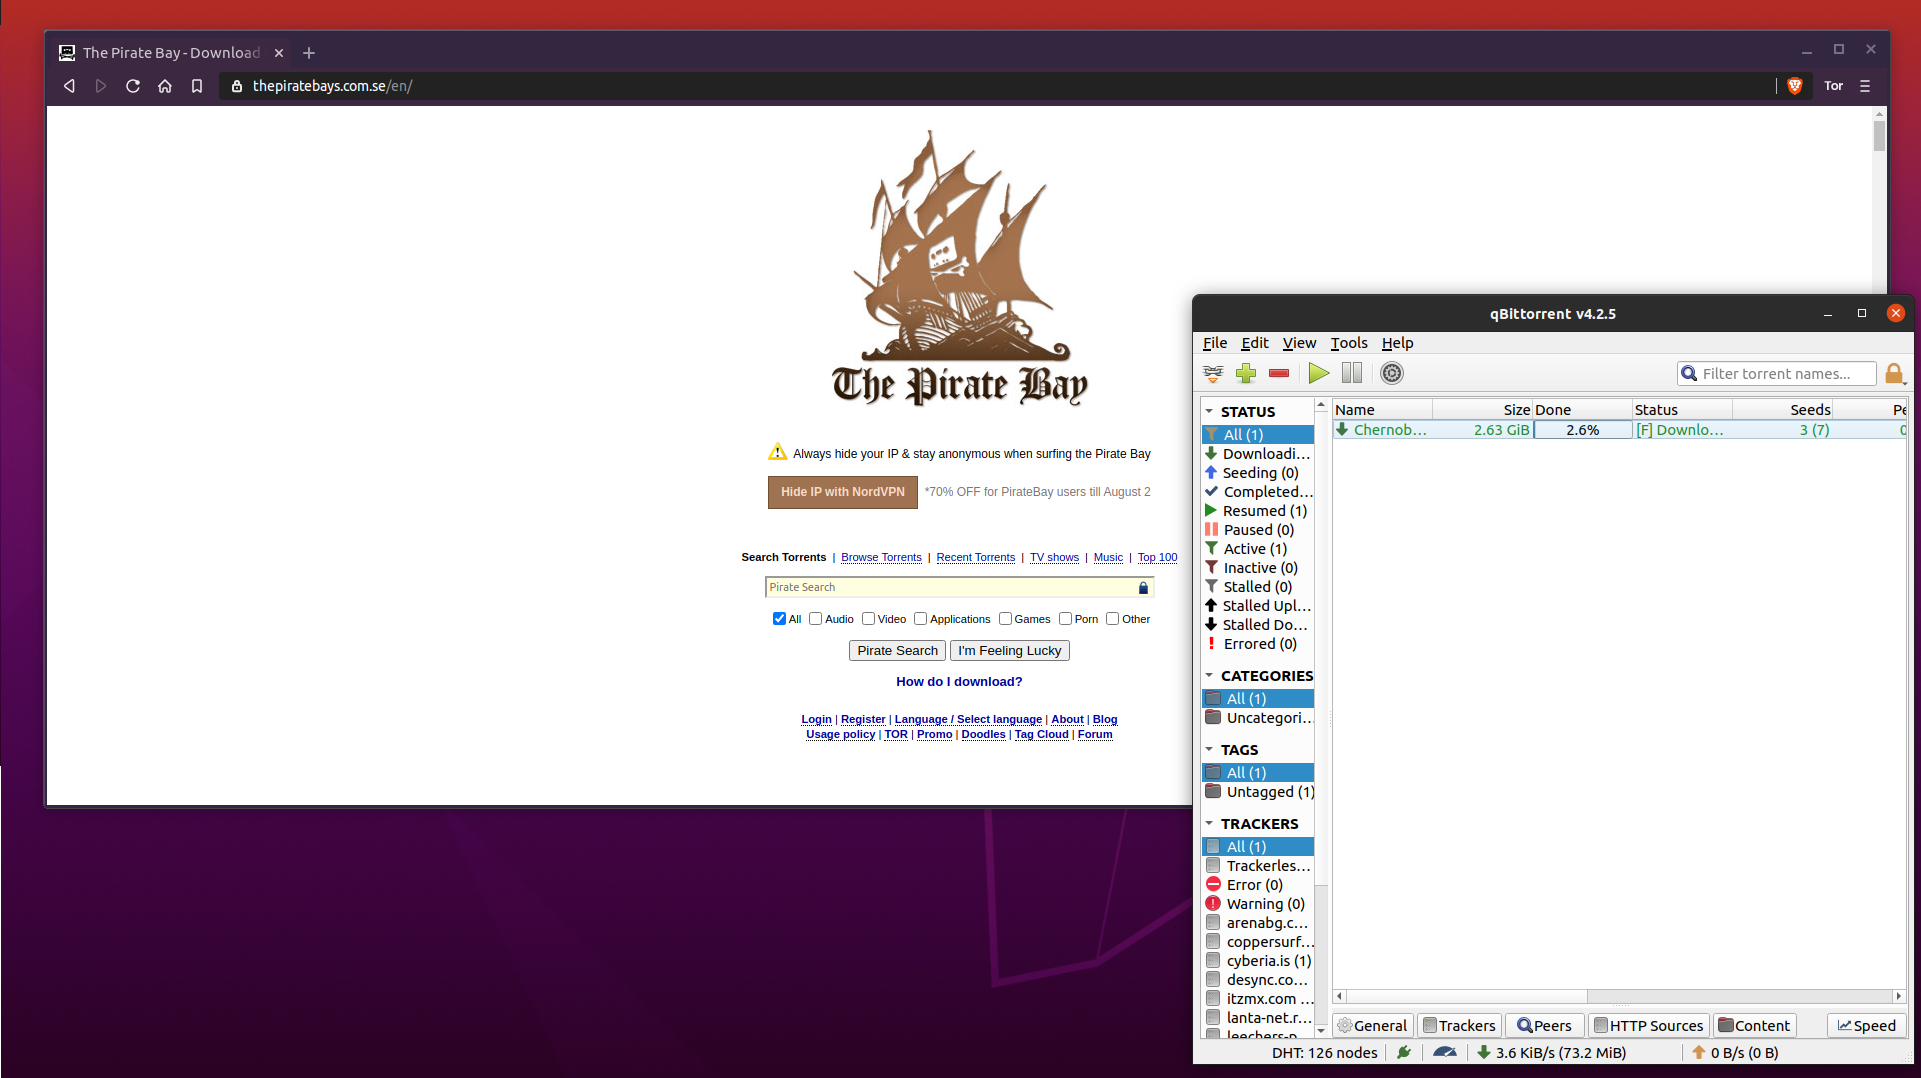 The Pirate Bay - Download
thepiratebays.com.se/en/
Tor
The Pirate Bay
Always hide your IP & stay anonymous when surfing the Pirate Bay
Hide IP with NordVPN *70% OFF for PirateBay users till August 2
Search Torrents | Browse Torrents | Recent Torrents | TV shows | Music | Top 100
Pirate Search
All Audio Video Applications Games Porn Other
Pirate Search I'm Feeling Lucky
How do I download?
Login | Register | Language / Select language | About | Blog
Usage policy | TOR | Promo | Doodles | Tag Cloud | Forum
qBittorrent v4.2.5
File Edit View Tools Help
Filter torrent names...
STATUS
All (1)
Downloadi...
Seeding (0)
Completed...
Resumed (1)
Paused (0)
Active (1)
Inactive (0)
Stalled (0)
Stalled Upl...
Stalled Do...
Errored (0)
CATEGORIES
All (1)
Uncategori...
TAGS
All (1)
Untagged (1)
TRACKERS
All (1)
Trackerles...
Error (0)
Warning (0)
arenabg.c...
coppersurf...
cyberia.is (1)
desync.co...
itzmx.com ...
lanta-net.r...
leechers-p...
Name Size Done Status Seeds Pe
Chernob... 2.63 GiB 2.6% [F] Downlo... 3 (7) 0
General Trackers Peers HTTP Sources Content Speed
DHT: 126 nodes 3.6 KiB/s (73.2 MiB) 0 B/s (0 B)